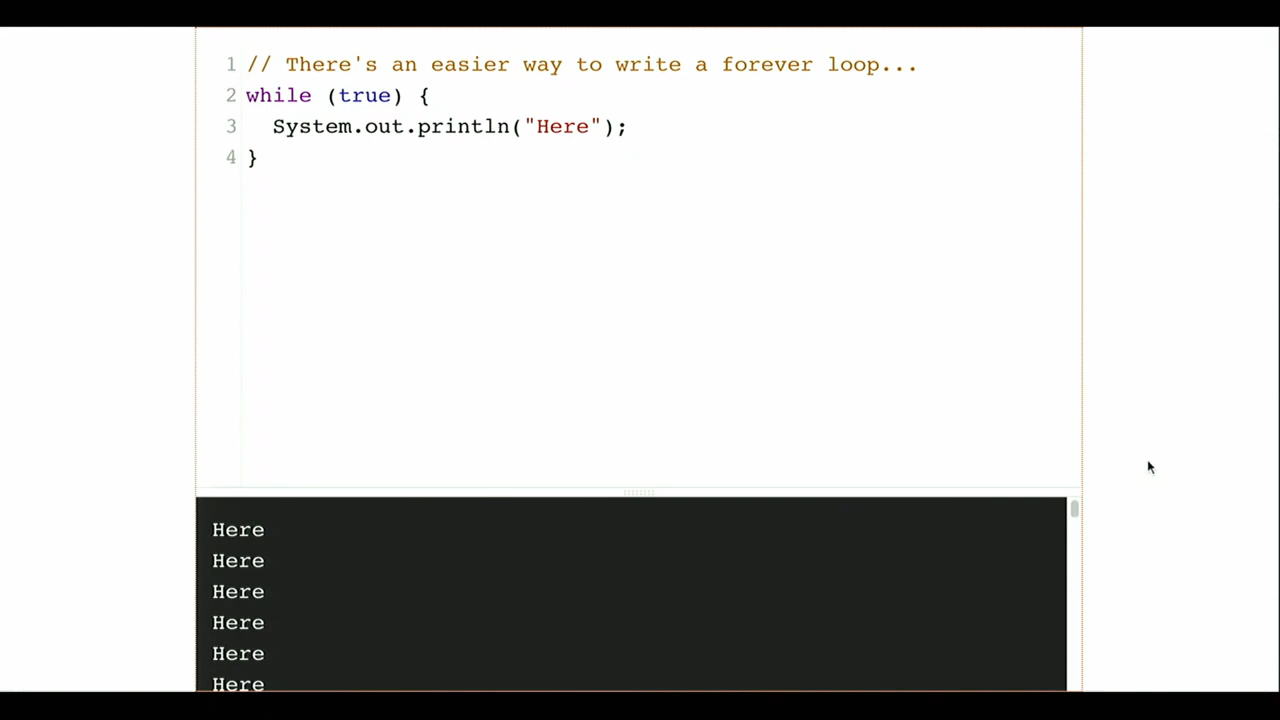 1 // There's an easier way to write a forever loop...
2 while (true) {
3   System.out.println("Here");
4 }
Here
Here
Here
Here
Here
Here